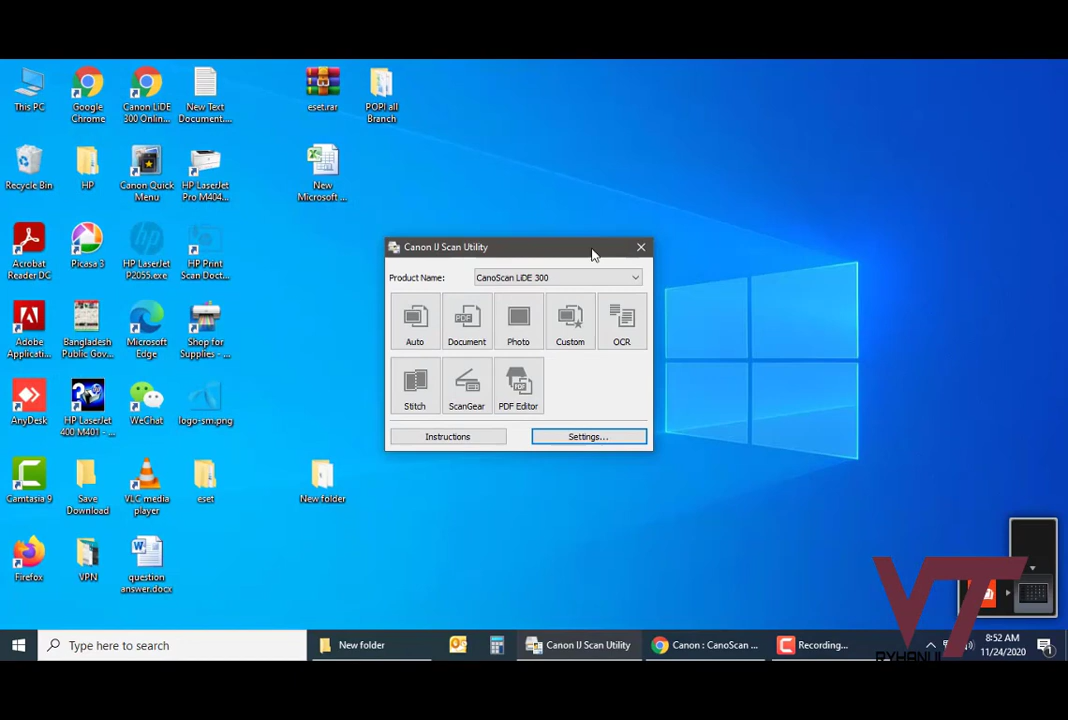 This PC
Google
Chrome
Canon LiDE
300 Onlin...
New Text
Document....
eset.rar
POPI all
Branch
Recycle Bin
HP
Canon Quick
Menu
HP LaserJet
Pro M404...
New
Microsoft ...
Acrobat
Reader DC
Picasa 3
HP LaserJet
P2055.exe
HP Print
Scan Doct...
Adobe
Applicati...
Bangladesh
Public Gov...
Microsoft
Edge
Shop for
Supplies - ...
AnyDesk
HP LaserJet
400 M401 - ...
WeChat
logo-sm.png
Camtasia 9
Save
Download
VLC media
player
eset
New folder
Firefox
VPN
question
answer.docx
Canon IJ Scan Utility
Product Name:
CanoScan LiDE 300
Auto
PDF
Document
Photo
Custom
OCR
Stitch
ScanGear
PDF
PDF Editor
Instructions
Settings...
VT
RYHANUL
Type here to search
New folder
Canon IJ Scan Utility
Canon : CanoScan ...
Recording...
8:52 AM
11/24/2020
1